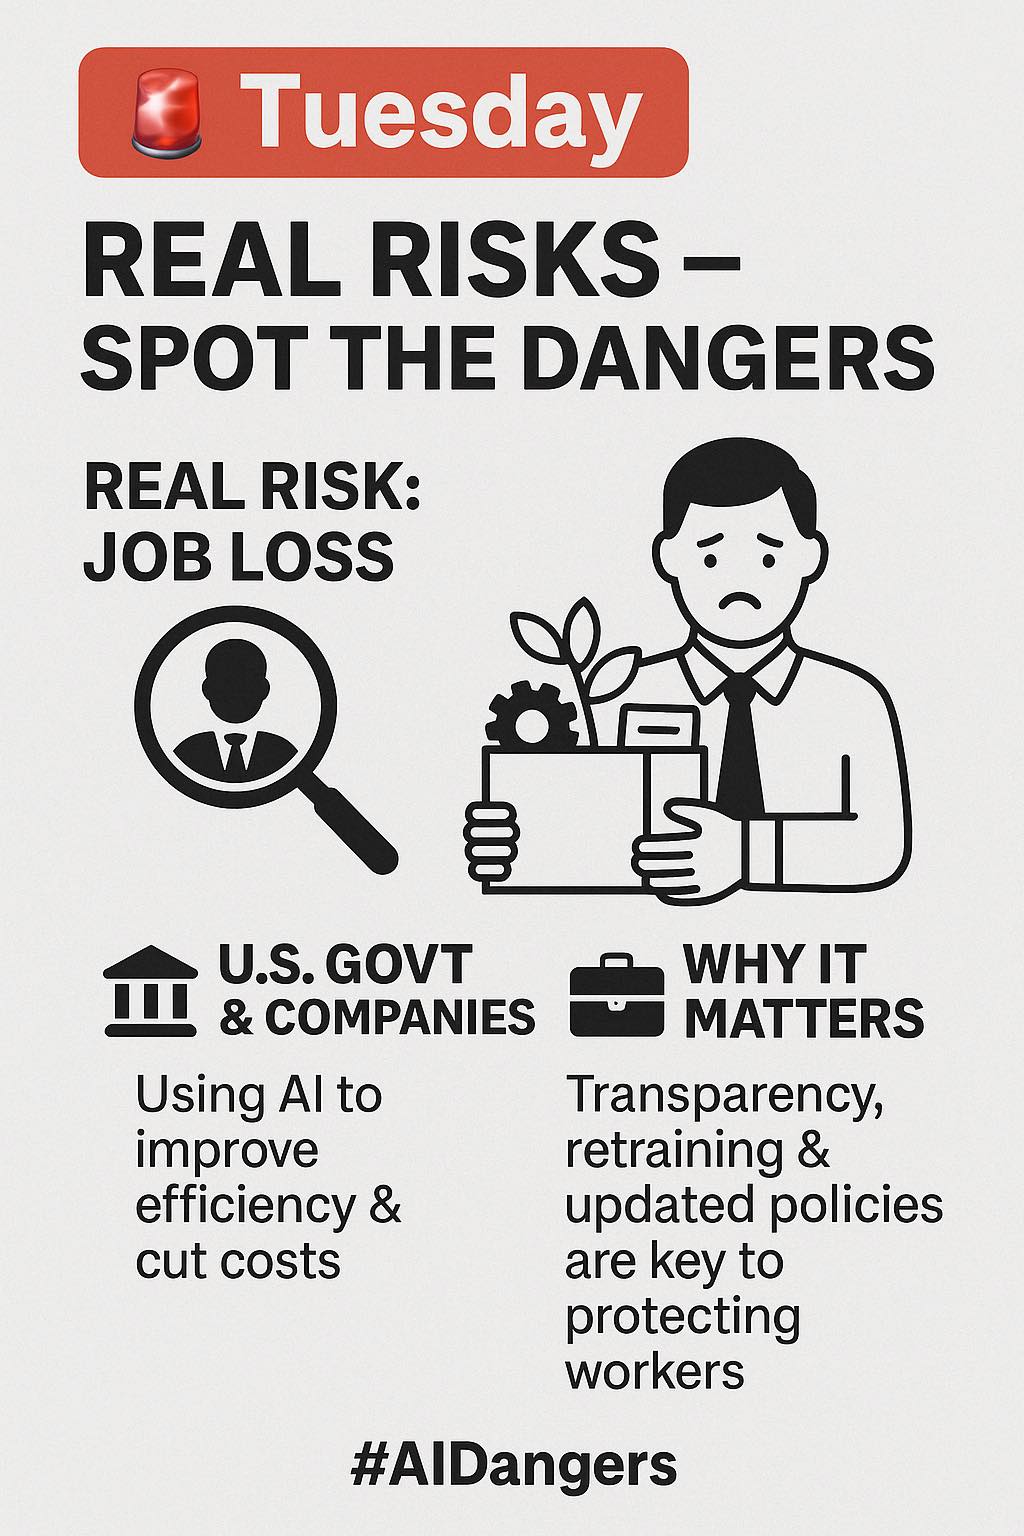 🚨 Tuesday
REAL RISKS –
SPOT THE DANGERS
REAL RISK:
JOB LOSS
U.S. GOVT
& COMPANIES
Using AI to
improve
efficiency &
cut costs
WHY IT
MATTERS
Transparency,
retraining &
updated policies
are key to
protecting
workers
#AIDangers